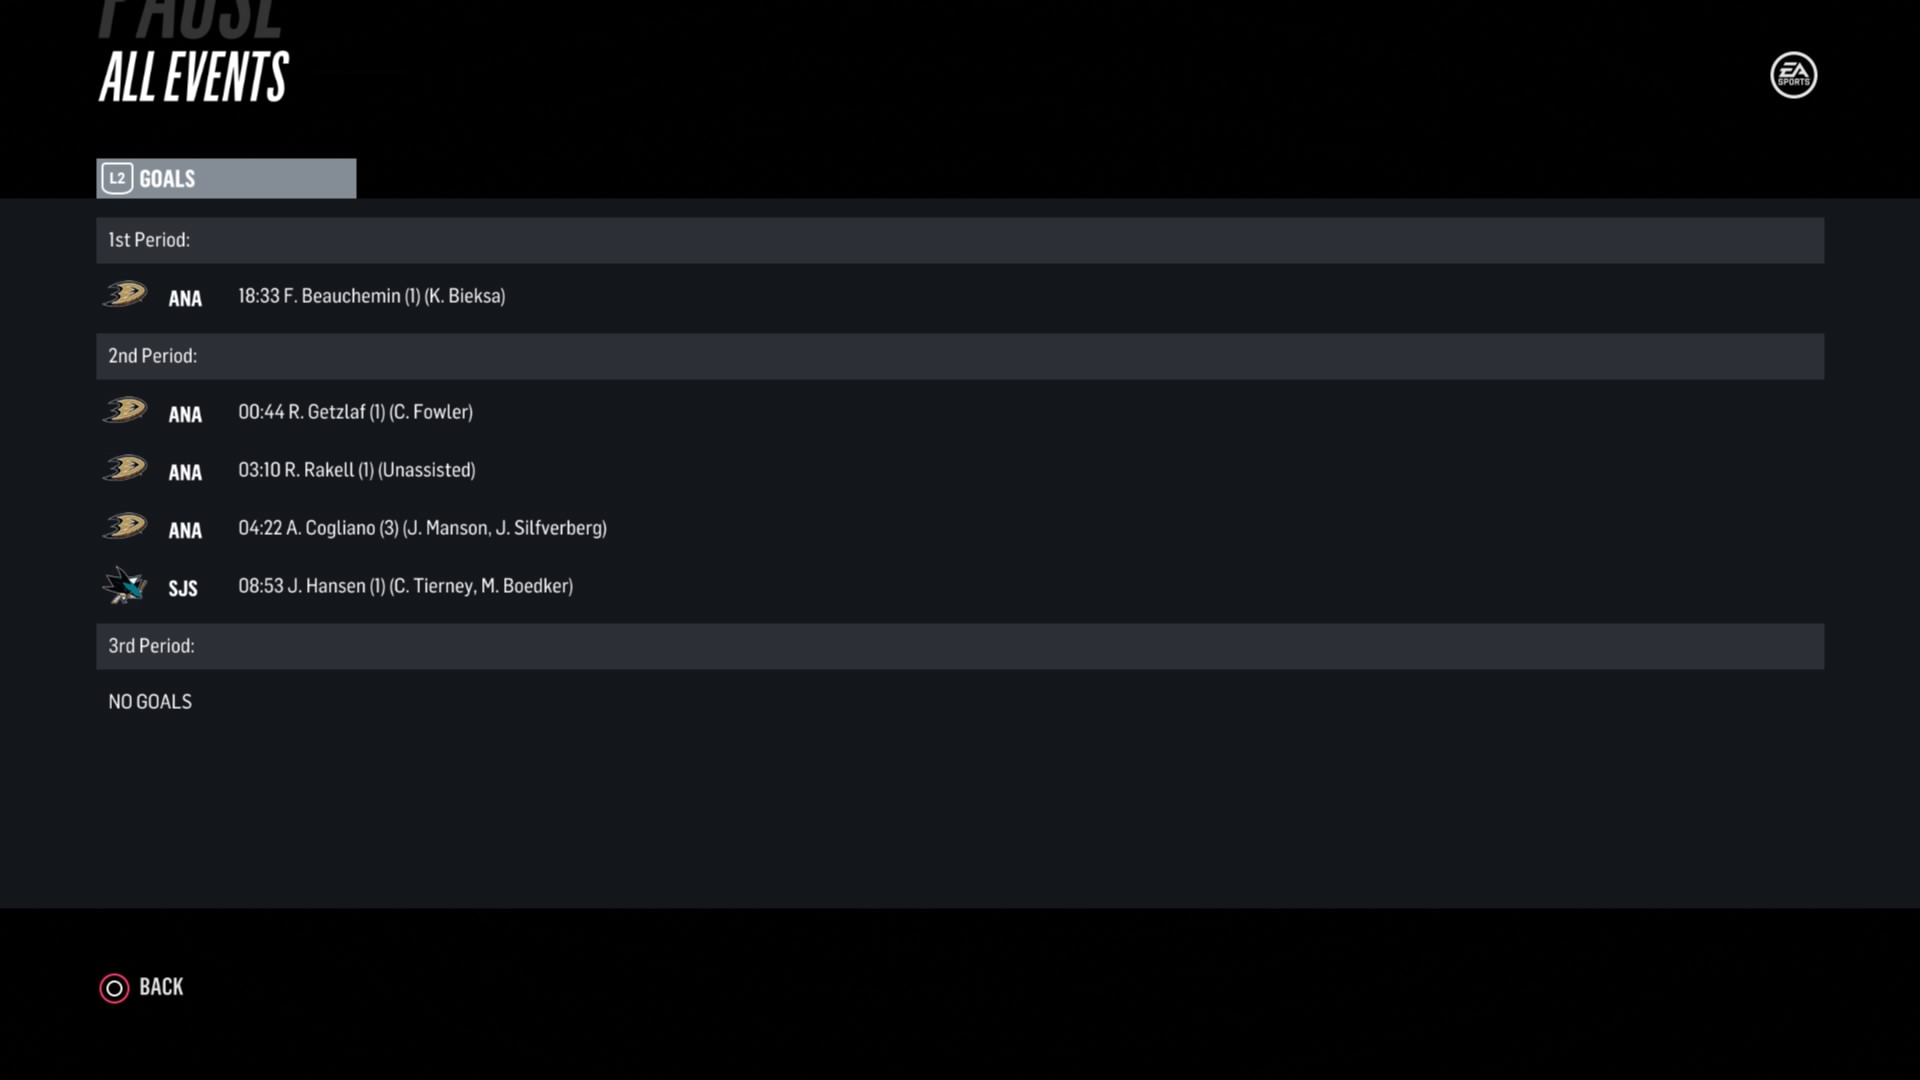 PAUSE
ALL EVENTS
EA
SPORTS
L2 GOALS
1st Period:
ANA 18:33 F. Beauchemin (1) (K. Bieksa)
2nd Period:
ANA 00:44 R. Getzlaf (1) (C. Fowler)
ANA 03:10 R. Rakell (1) (Unassisted)
ANA 04:22 A. Cogliano (3) (J. Manson, J. Silfverberg)
SJS 08:53 J. Hansen (1) (C. Tierney, M. Boedker)
3rd Period:
NO GOALS
BACK